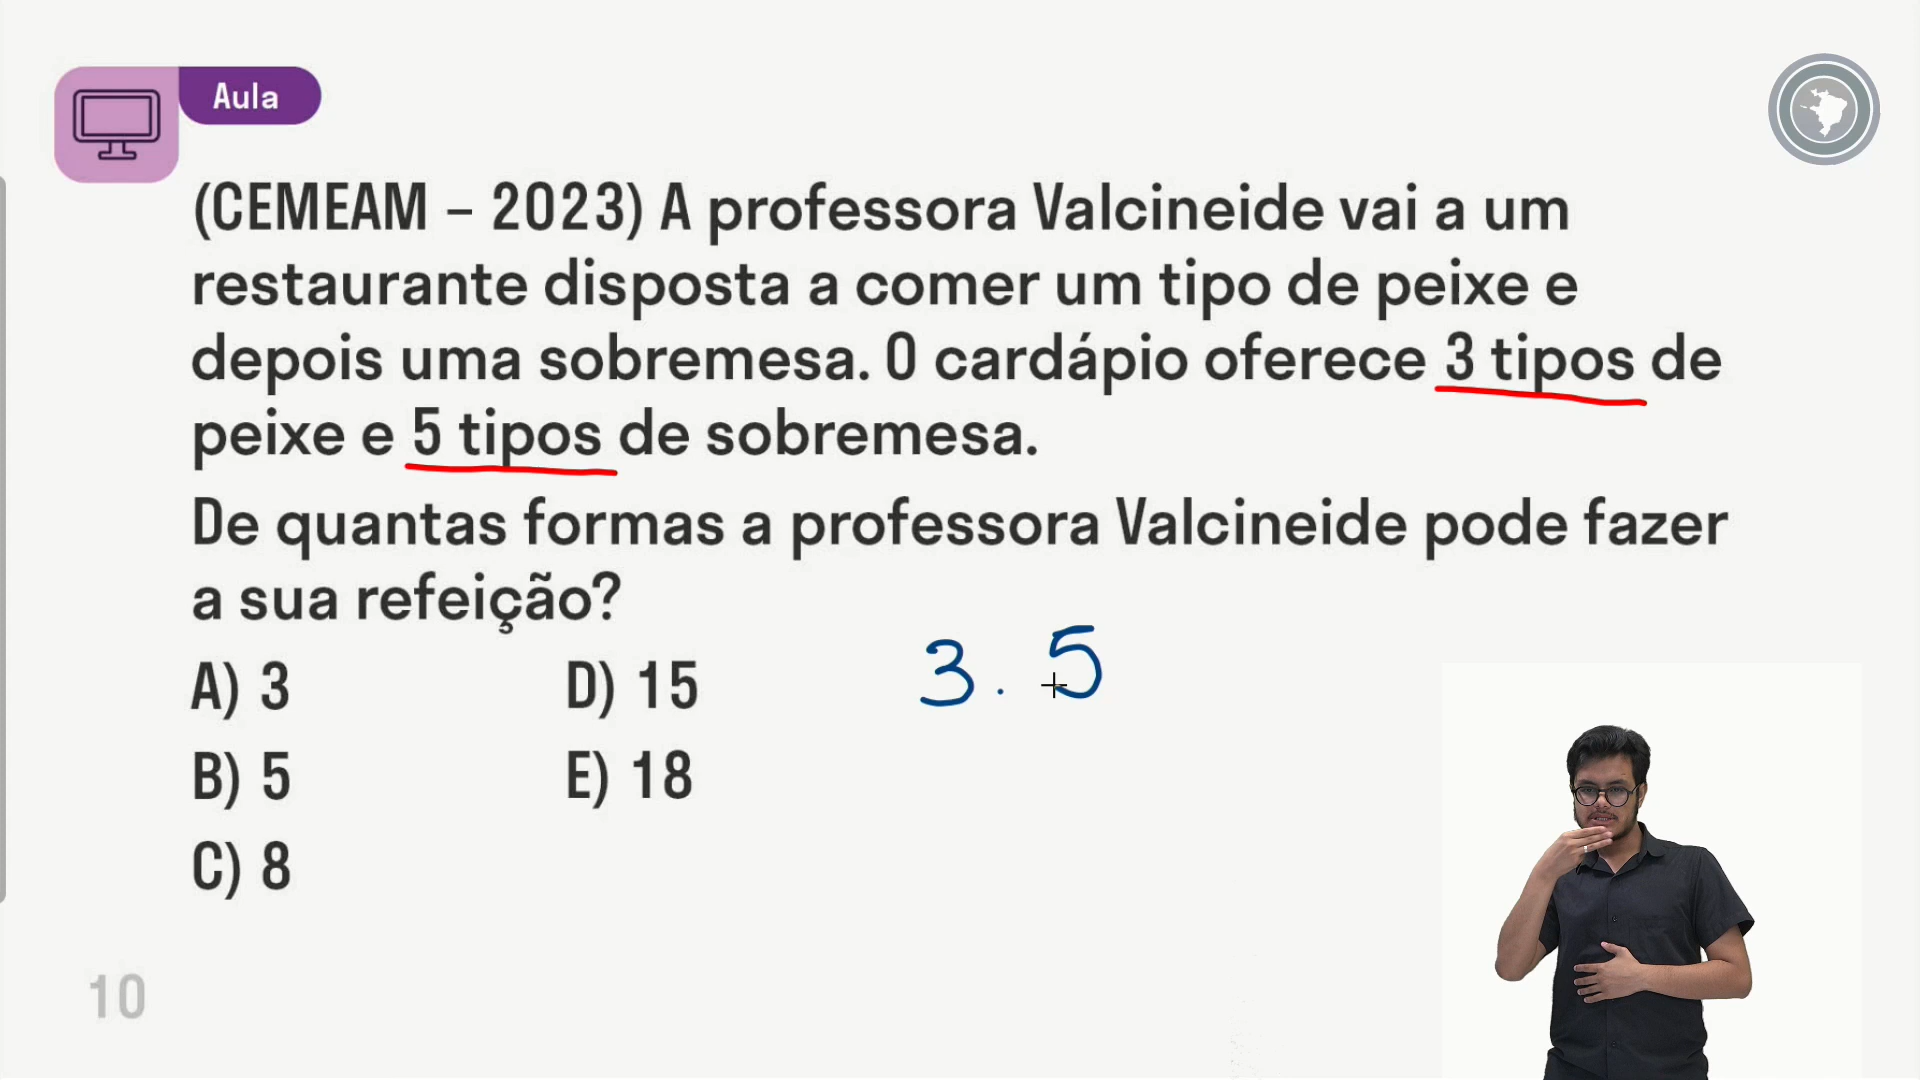 Aula
(CEMEAM – 2023) A professora Valcineide vai a um
restaurante disposta a comer um tipo de peixe e
depois uma sobremesa. O cardápio oferece 3 tipos de
peixe e 5 tipos de sobremesa.
De quantas formas a professora Valcineide pode fazer
a sua refeição?
A) 3
B) 5
C) 8
D) 15
E) 18
3 . 5
10